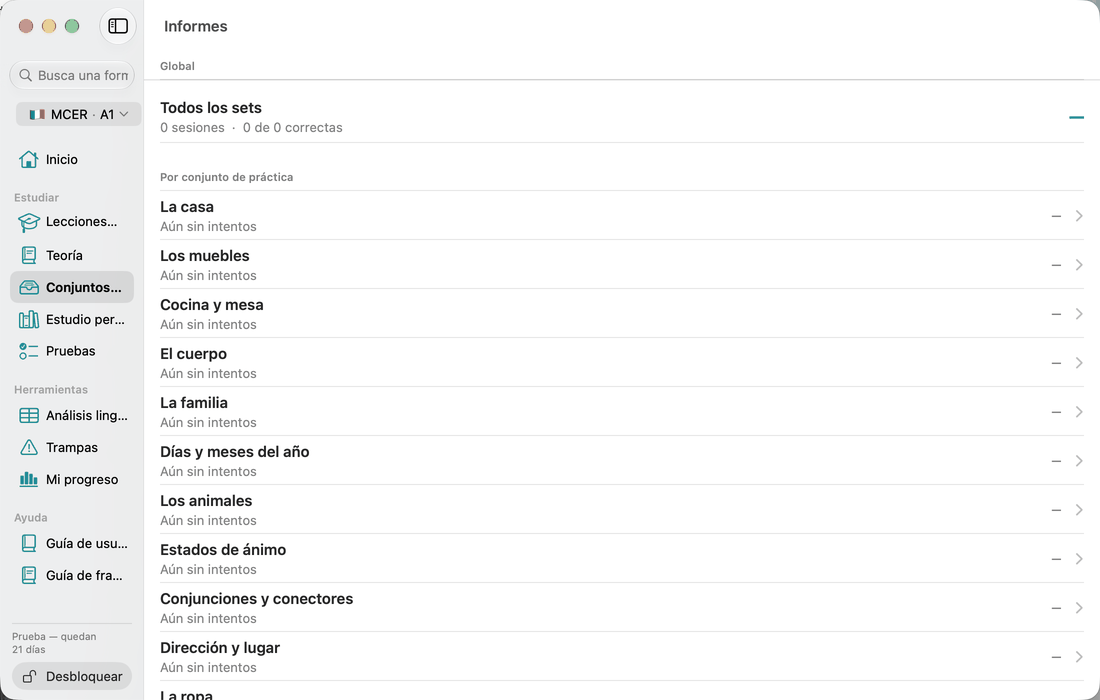 Informes
Busca una forn
MCER · A1
Inicio
Estudiar
Lecciones...
Teoría
Conjuntos...
Estudio per...
Pruebas
Herramientas
Análisis ling...
Trampas
Mi progreso
Ayuda
Guía de usu...
Guía de fra...
Prueba — quedan
21 días
Desbloquear
Global
Todos los sets
0 sesiones · 0 de 0 correctas
—
Por conjunto de práctica
La casa
Aún sin intentos
—
Los muebles
Aún sin intentos
—
Cocina y mesa
Aún sin intentos
—
El cuerpo
Aún sin intentos
—
La familia
Aún sin intentos
—
Días y meses del año
Aún sin intentos
—
Los animales
Aún sin intentos
—
Estados de ánimo
Aún sin intentos
—
Conjunciones y conectores
Aún sin intentos
—
Dirección y lugar
Aún sin intentos
—
La ropa